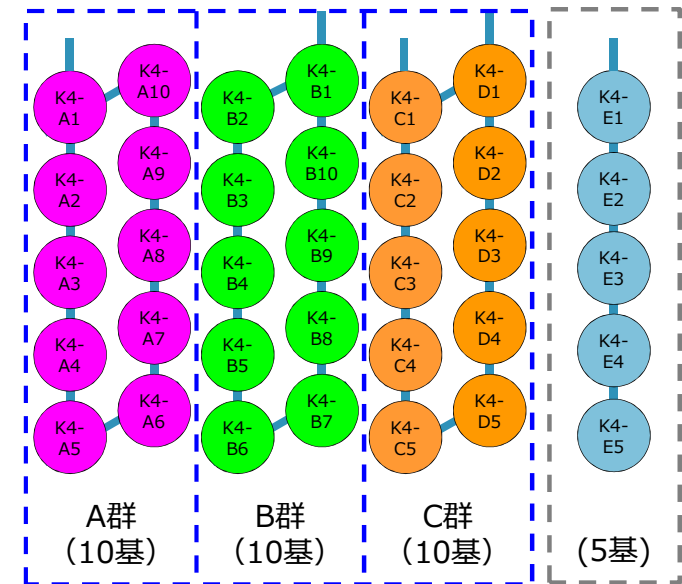 K4-
A1
K4-
A2
K4-
A3
K4-
A4
K4-
A5
K4-
A10
K4-
A9
K4-
A8
K4-
A7
K4-
A6
A群
（10基）
K4-
B2
K4-
B3
K4-
B4
K4-
B5
K4-
B6
K4-
B1
K4-
B10
K4-
B9
K4-
B8
K4-
B7
B群
（10基）
K4-
C1
K4-
C2
K4-
C3
K4-
C4
K4-
C5
K4-
D1
K4-
D2
K4-
D3
K4-
D4
K4-
D5
C群
（10基）
K4-
E1
K4-
E2
K4-
E3
K4-
E4
K4-
E5
(5基)